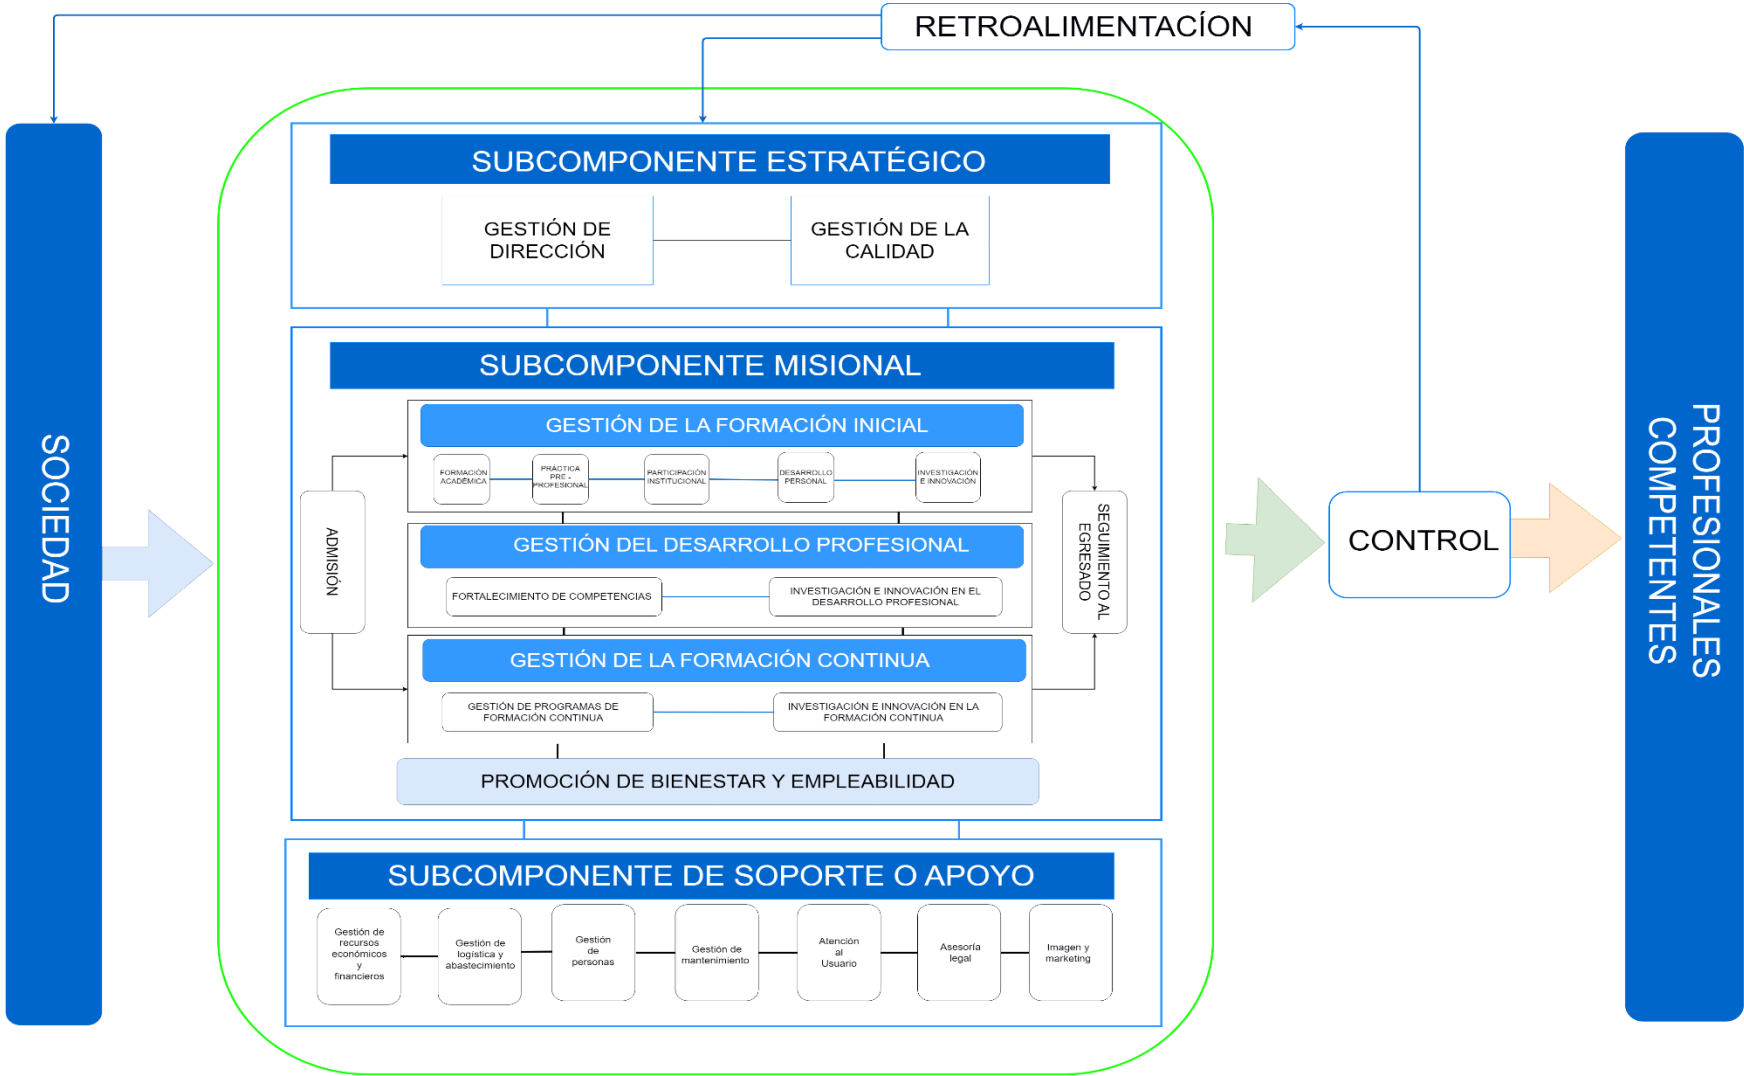 RETROALIMENTACÍON
SOCIEDAD
SUBCOMPONENTE ESTRATÉGICO
GESTIÓN DE
DIRECCIÓN
GESTIÓN DE LA
CALIDAD
SUBCOMPONENTE MISIONAL
ADMISIÓN
GESTIÓN DE LA FORMACIÓN INICIAL
FORMACIÓN
ACADÉMICA
PRÁCTICA
PRE -
PROFESIONAL
PARTICIPACIÓN
INSTITUCIONAL
DESARROLLO
PERSONAL
INVESTIGACIÓN
E INNOVACIÓN
GESTIÓN DEL DESARROLLO PROFESIONAL
FORTALECIMIENTO DE COMPETENCIAS
INVESTIGACIÓN E INNOVACIÓN EN EL
DESARROLLO PROFESIONAL
GESTIÓN DE LA FORMACIÓN CONTINUA
GESTIÓN DE PROGRAMAS DE
FORMACIÓN CONTINUA
INVESTIGACIÓN E INNOVACIÓN EN LA
FORMACIÓN CONTINUA
SEGUIMIENTO AL
EGRESADO
PROMOCIÓN DE BIENESTAR Y EMPLEABILIDAD
SUBCOMPONENTE DE SOPORTE O APOYO
Gestión de
recursos
económicos
y
financieros
Gestión de
logística y
abastecimiento
Gestión
de
personas
Gestión de
mantenimiento
Atención
al
Usuario
Asesoría
legal
Imagen y
marketing
CONTROL
PROFESIONALES
COMPETENTES